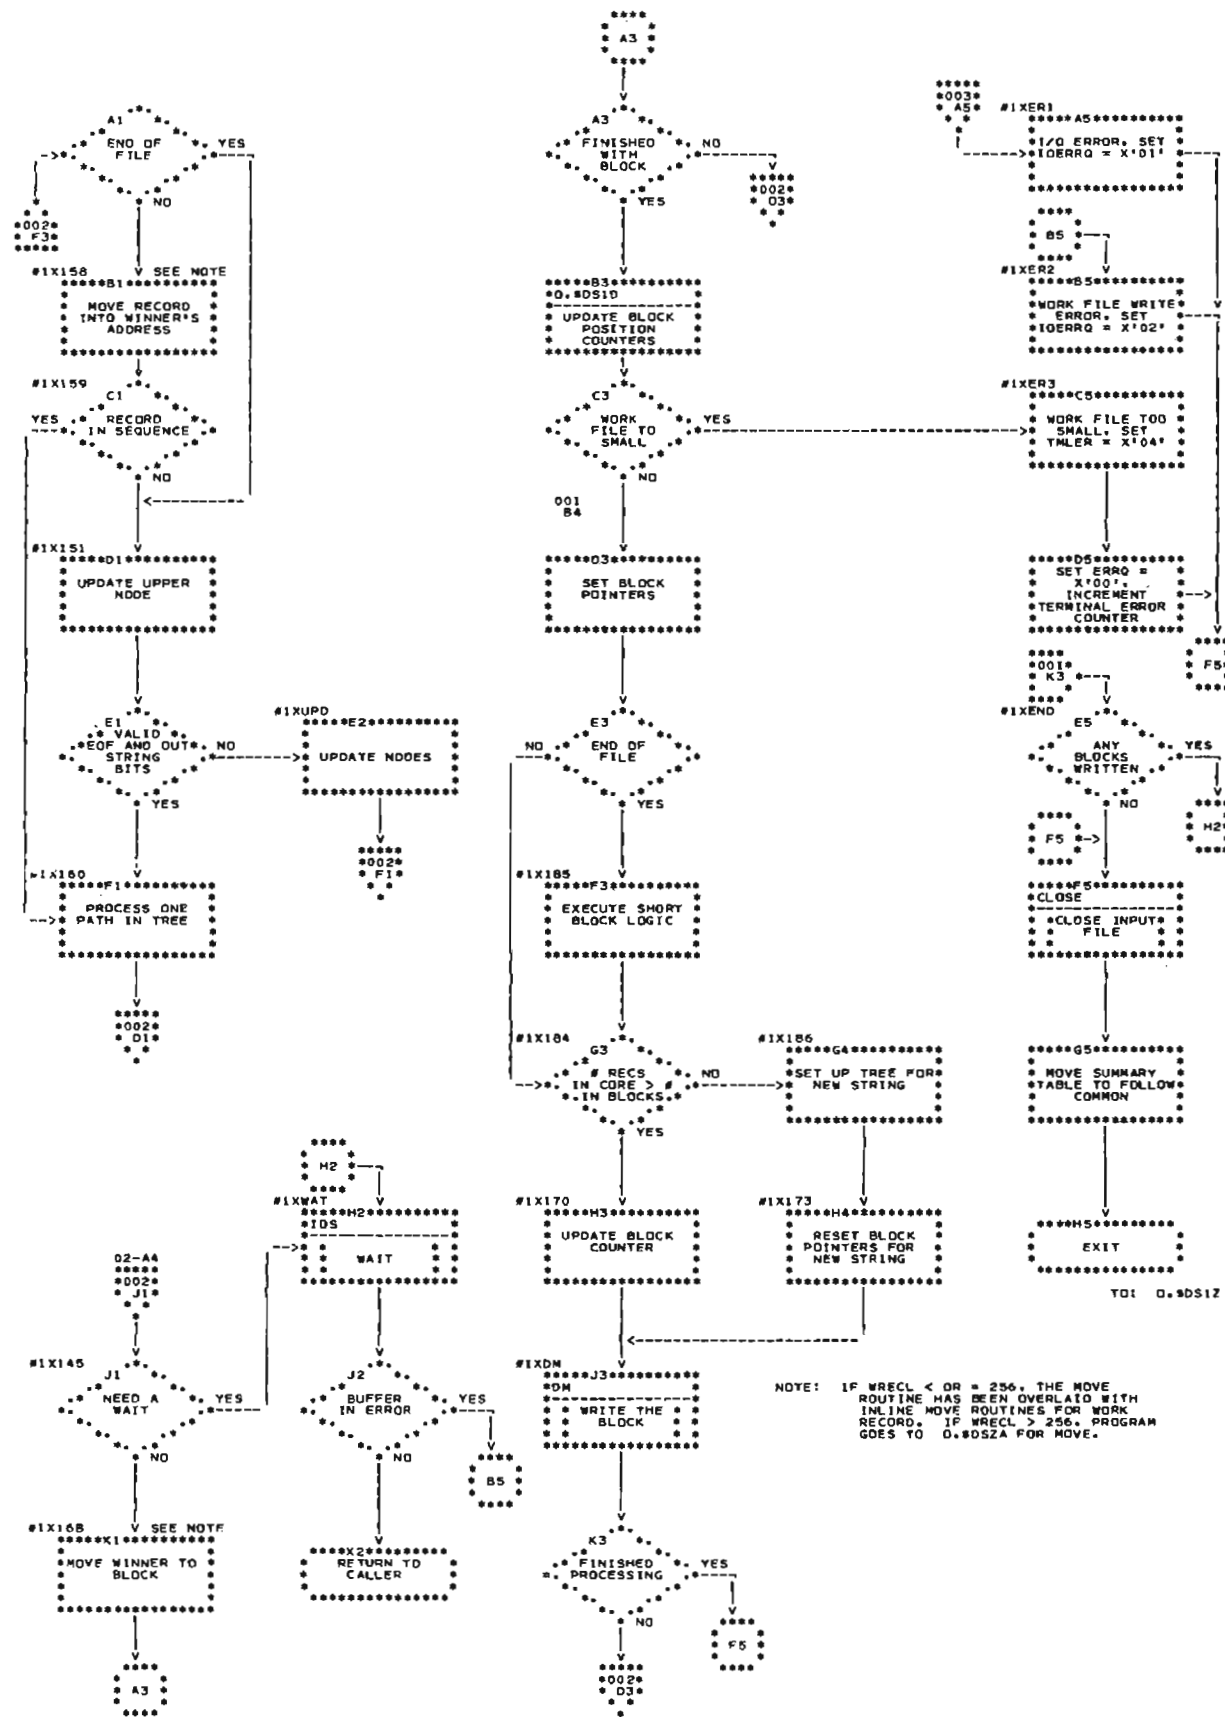 A1
END OF
FILE
YES
NO
002
F3
#1X158
SEE NOTE
B1
MOVE RECORD
INTO WINNER'S
ADDRESS
#1X159
C1
YES
RECORD
IN SEQUENCE
NO
#1X151
D1
UPDATE UPPER
NODE
E1
VALID
EOF AND OUT
STRING
BITS
NO
YES
#1XUPD
E2
UPDATE NODES
002
F1
#1X160
F1
PROCESS ONE
PATH IN TREE
002
D1
02-A4
002
J1
#1X145
J1
NEED A
WAIT
YES
NO
#1X168
SEE NOTE
K1
MOVE WINNER TO
BLOCK
A3
H2
#1XWAT
H2
IOS
WAIT
J2
BUFFER
IN ERROR
YES
NO
B5
X2
RETURN TO
CALLER
A3
A3
FINISHED
WITH
BLOCK
NO
YES
002
D3
B3
O.$DSID
UPDATE BLOCK
POSITION
COUNTERS
C3
WORK
FILE TO
SMALL
YES
NO
001
B4
D3
SET BLOCK
POINTERS
E3
END OF
FILE
NO
YES
#1X185
F3
EXECUTE SHORT
BLOCK LOGIC
#1X184
G3
# RECS
IN CORE > #
IN BLOCKS
NO
YES
#1X186
G4
SET UP TREE FOR
NEW STRING
#1X170
H3
UPDATE BLOCK
COUNTER
#1X173
H4
RESET BLOCK
POINTERS FOR
NEW STRING
#1XDM
J3
DM
WRITE THE
BLOCK
K3
FINISHED
PROCESSING
YES
NO
F5
002
D3
003
A5
#1XER1
A5
I/O ERROR. SET
IOERRQ = X'01'
B5
#1XER2
B5
WORK FILE WRITE
ERROR. SET
IOERRQ = X'02'
#1XER3
C5
WORK FILE TOO
SMALL. SET
TMLER = X'04'
D5
SET ERRQ =
X'00'.
INCREMENT
TERMINAL ERROR
COUNTER
F5
001
K3
#1XEND
E5
ANY
BLOCKS
WRITTEN
YES
NO
H2
F5
F5
CLOSE
CLOSE INPUT
FILE
G5
MOVE SUMMARY
TABLE TO FOLLOW
COMMON
H5
EXIT
TO: O.$DS1Z
NOTE: IF WRECL < OR = 256. THE MOVE
ROUTINE HAS BEEN OVERLAID WITH
INLINE MOVE ROUTINES FOR WORK
RECORD. IF WRECL > 256. PROGRAM
GOES TO O.$DSZA FOR MOVE.